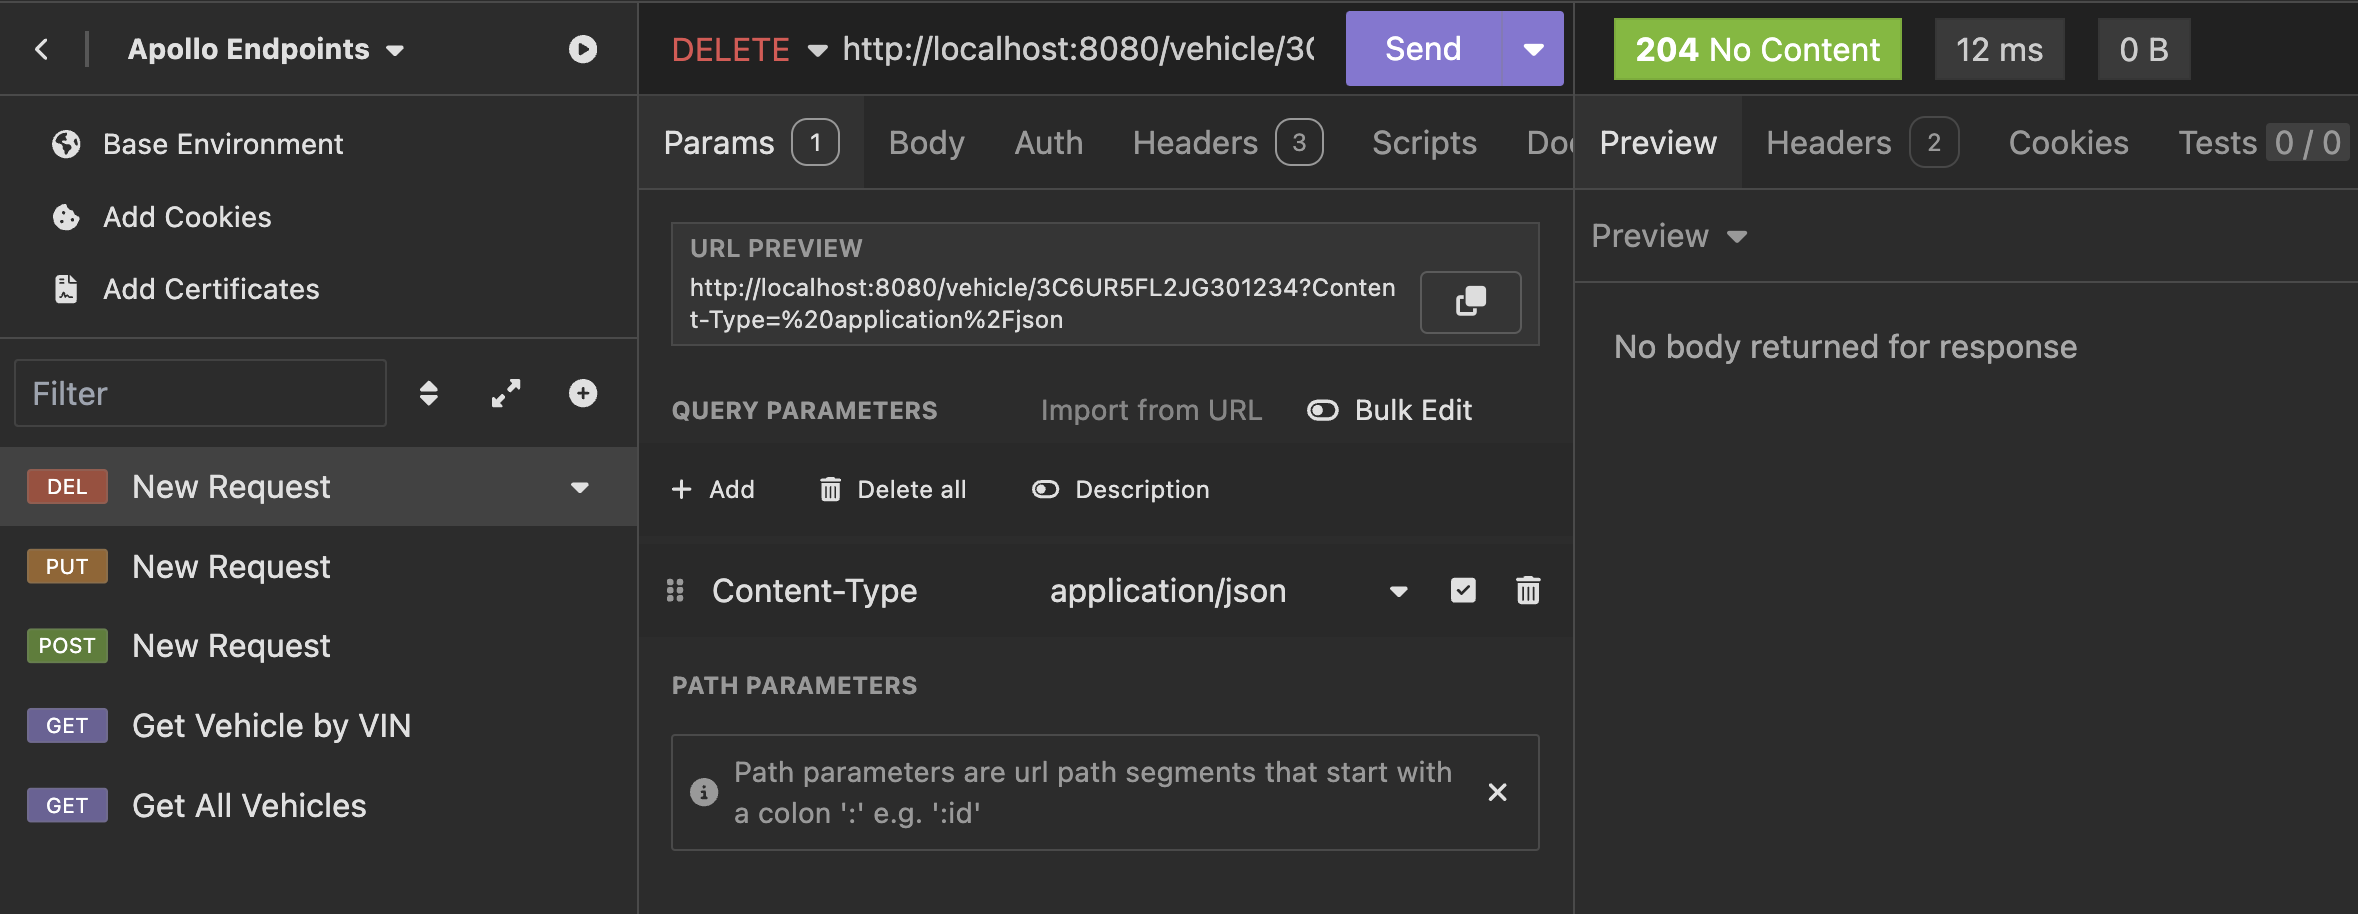 Apollo Endpoints
Base Environment
Add Cookies
Add Certificates
Filter
DEL New Request
PUT New Request
POST New Request
GET Get Vehicle by VIN
GET Get All Vehicles
DELETE http://localhost:8080/vehicle/3C Send
Params 1 Body Auth Headers 3 Scripts Doc
URL PREVIEW
http://localhost:8080/vehicle/3C6UR5FL2JG301234?Conten
t-Type=%20application%2Fjson
QUERY PARAMETERS Import from URL Bulk Edit
Add Delete all Description
Content-Type application/json
PATH PARAMETERS
Path parameters are url path segments that start with
a colon ':' e.g. ':id'
204 No Content 12 ms 0 B
Preview Headers 2 Cookies Tests 0 / 0
Preview
No body returned for response